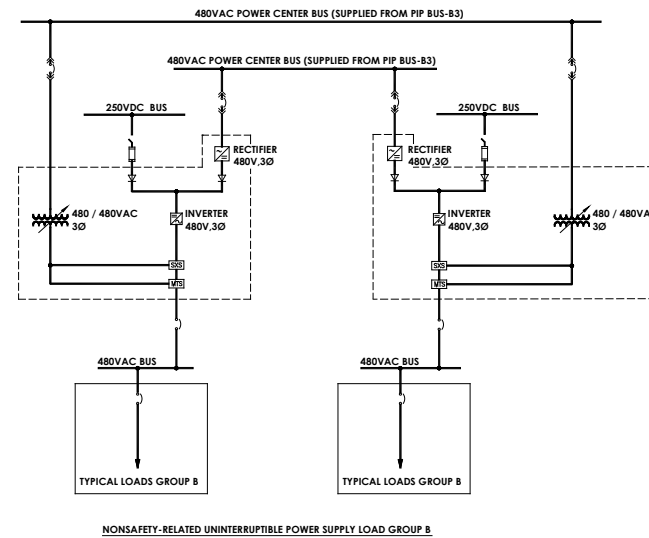 480VAC POWER CENTER BUS (SUPPLIED FROM PIP BUS-B3)
480VAC POWER CENTER BUS (SUPPLIED FROM PIP BUS-B3)
250VDC BUS
250VDC BUS
RECTIFIER
480V,3Ø
RECTIFIER
480V,3Ø
480 / 480VAC
3Ø
INVERTER
480V,3Ø
INVERTER
480V,3Ø
480 / 480VA
3Ø
SXS
SXS
MTS
MTS
480VAC BUS
480VAC BUS
TYPICAL LOADS GROUP B
TYPICAL LOADS GROUP B
NONSAFETY-RELATED UNINTERRUPTIBLE POWER SUPPLY LOAD GROUP B